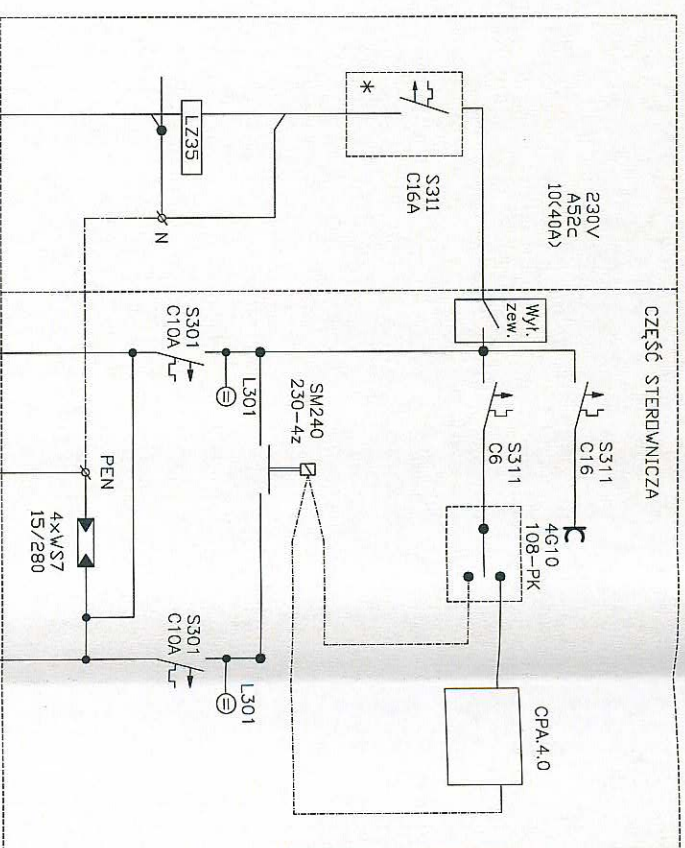 230V
A52c
10(40A)
S311
C16A
*
LZ35
N
CZĘŚĆ STEROWNICZA
Wył.
zew.
S311
C16
S311
C6
4G10
108-PK
CPA.4.0
SM240
230-4z
L301
S301
C10A
L301
S301
C10A
PEN
4xWS7
15/280